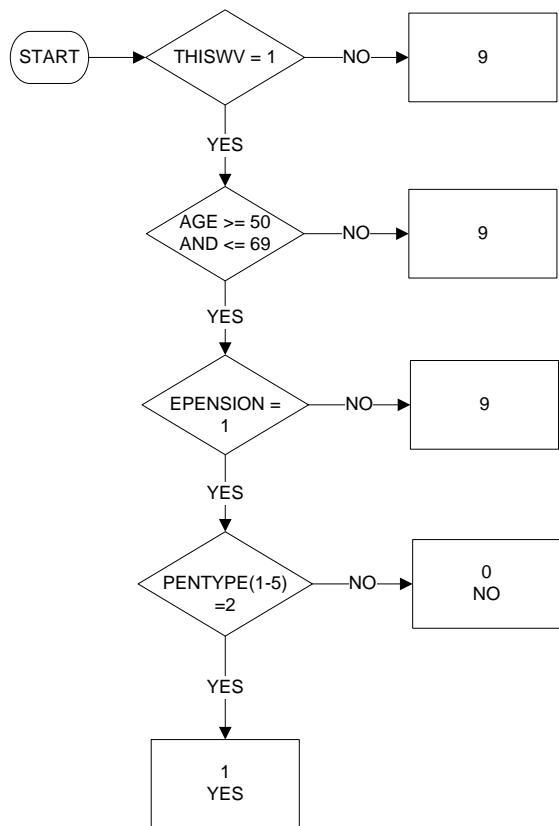 START
THISWV = 1
NO
9
YES
AGE >= 50
AND <= 69
NO
9
YES
EPENSION =
1
NO
9
YES
PENTYPE(1-5)
=2
NO
0
NO
YES
1
YES